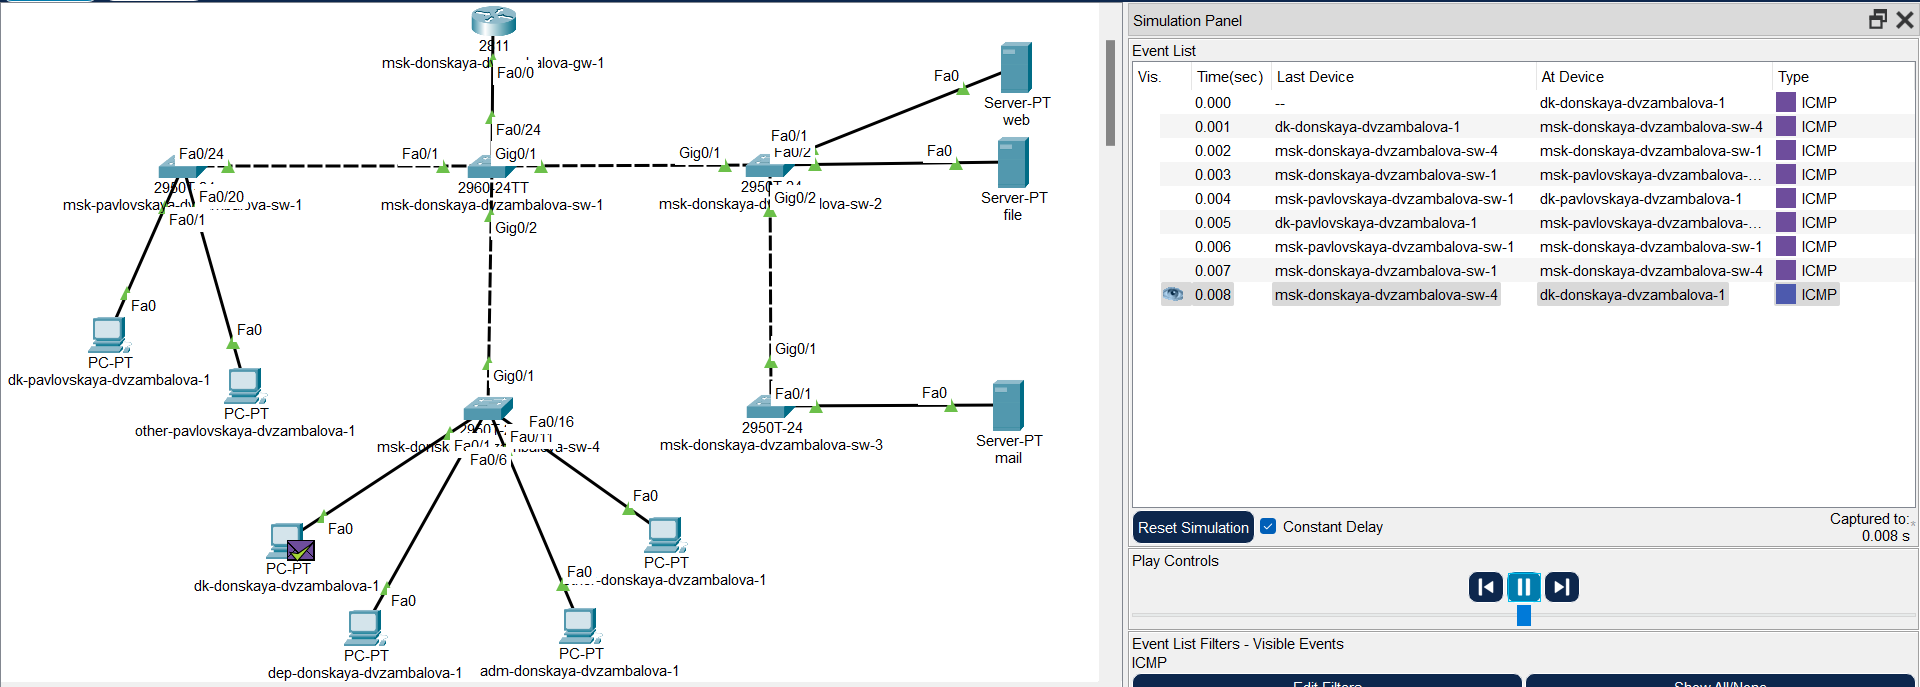 2811
msk-donskaya-d alova-gw-1
Fa0/0
Fa0/24
Fa0/24
Fa0/1
Gig0/1
Gig0/1
Fa0/1
Fa0/2
Fa0
Server-PT
web
Fa0
Server-PT
file
Fa0/20
Fa0/1
msk-pavlovskaya-d ova-sw-1
2960-24TT
msk-donskaya-dvzambalova-sw-1
Gig0/2
msk-donskaya-d lova-sw-2
Gig0/2
Fa0
PC-PT
dk-pavlovskaya-dvzambalova-1
Fa0
PC-PT
other-pavlovskaya-dvzambalova-1
Gig0/1
Fa0/16
Fa0/11
Fa0/1
Fa0/6
Gig0/1
Fa0/1
2950T-24
msk-donskaya-dvzambalova-sw-3
Fa0
Server-PT
mail
Fa0
PC-PT
dk-donskaya-dvzambalova-1
Fa0
PC-PT
dep-donskaya-dvzambalova-1
Fa0
PC-PT
adm-donskaya-dvzambalova-1
Fa0
PC-PT
-donskaya-dvzambalova-1
Simulation Panel
Event List
Vis. Time(sec) Last Device At Device Type
0.000 -- dk-donskaya-dvzambalova-1 ICMP
0.001 dk-donskaya-dvzambalova-1 msk-donskaya-dvzambalova-sw-4 ICMP
0.002 msk-donskaya-dvzambalova-sw-4 msk-donskaya-dvzambalova-sw-1 ICMP
0.003 msk-donskaya-dvzambalova-sw-1 msk-pavlovskaya-dvzambalova-... ICMP
0.004 msk-pavlovskaya-dvzambalova-sw-1 dk-pavlovskaya-dvzambalova-1 ICMP
0.005 dk-pavlovskaya-dvzambalova-1 msk-pavlovskaya-dvzambalova-... ICMP
0.006 msk-pavlovskaya-dvzambalova-sw-1 msk-donskaya-dvzambalova-sw-1 ICMP
0.007 msk-donskaya-dvzambalova-sw-1 msk-donskaya-dvzambalova-sw-4 ICMP
0.008 msk-donskaya-dvzambalova-sw-4 dk-donskaya-dvzambalova-1 ICMP
Reset Simulation Constant Delay
Captured to:
0.008 s
Play Controls
Event List Filters - Visible Events
ICMP
Edit Filters Show All/None